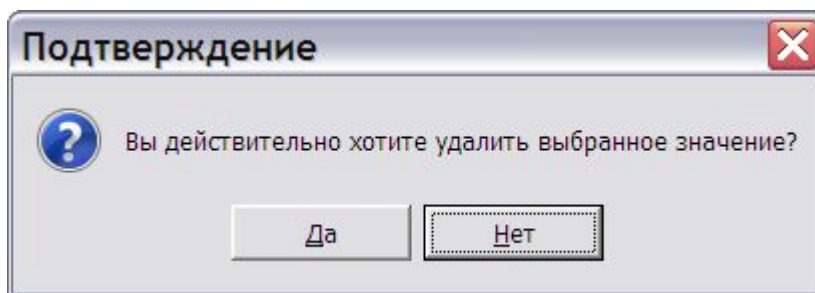 Подтверждение
Вы действительно хотите удалить выбранное значение?
Да
Нет